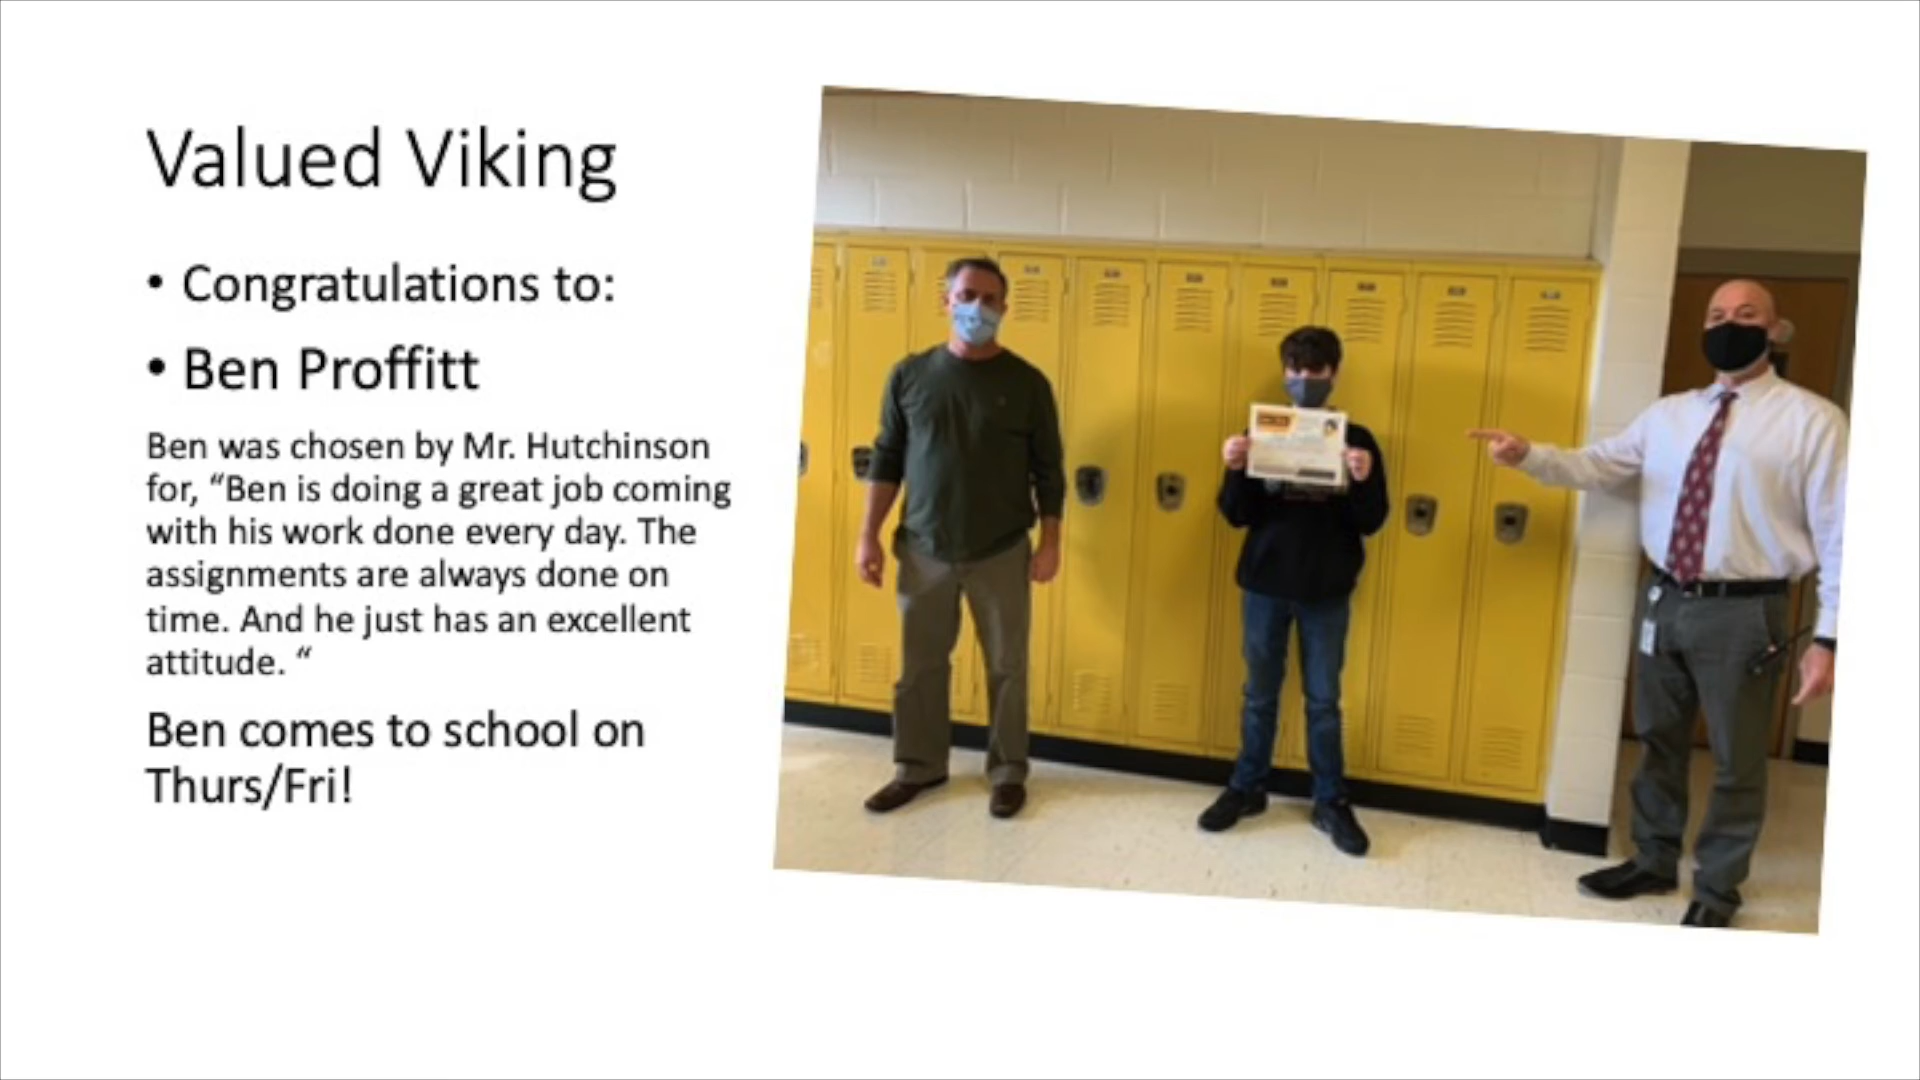 Valued Viking
• Congratulations to:
• Ben Proffitt
Ben was chosen by Mr. Hutchinson
for, “Ben is doing a great job coming
with his work done every day. The
assignments are always done on
time. And he just has an excellent
attitude. “
Ben comes to school on
Thurs/Fri!